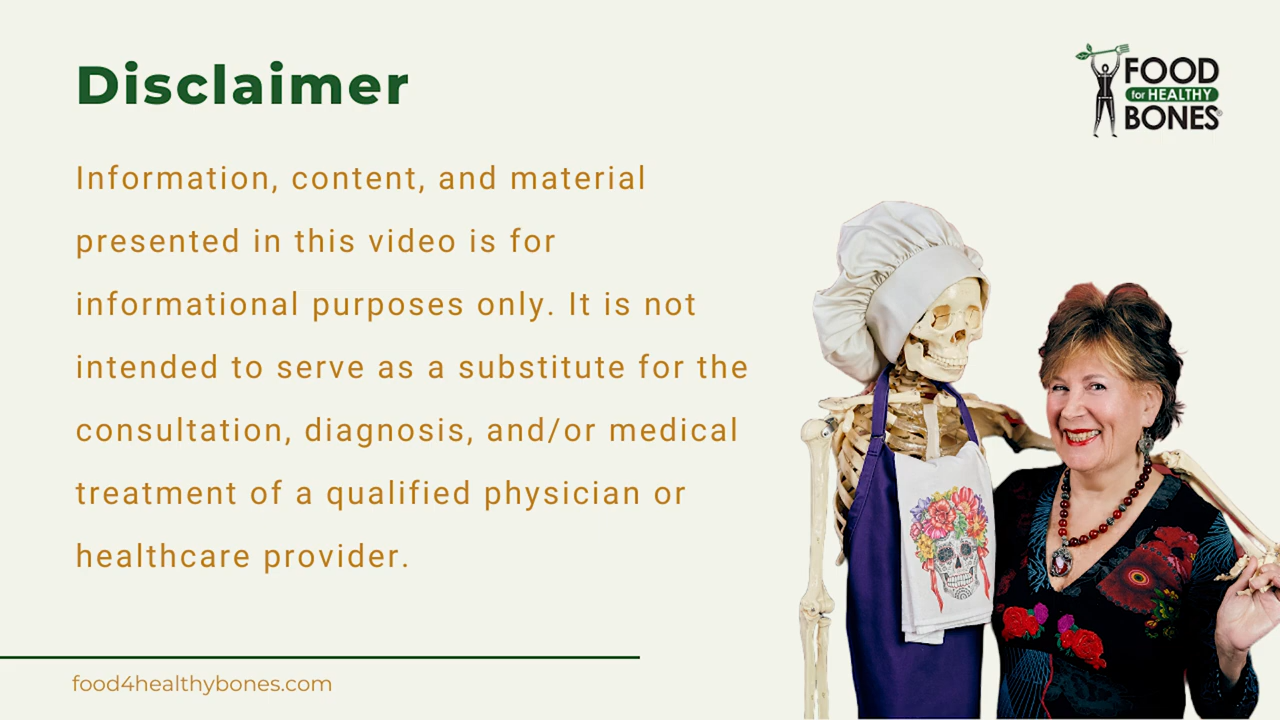 Disclaimer
FOOD
for HEALTHY
BONES®
Information, content, and material
presented in this video is for
informational purposes only. It is not
intended to serve as a substitute for the
consultation, diagnosis, and/or medical
treatment of a qualified physician or
healthcare provider.
food4healthybones.com